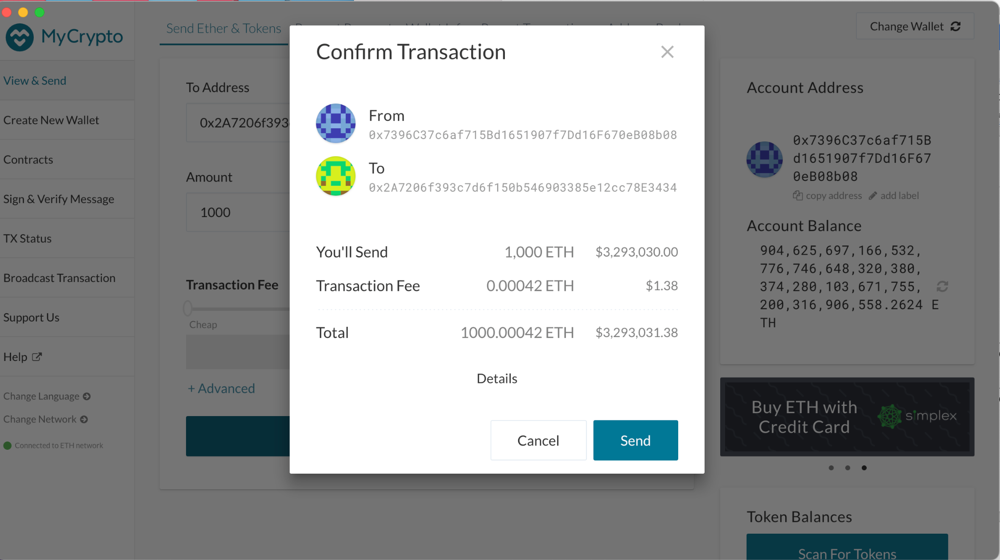 MyCrypto
View & Send
Create New Wallet
Contracts
Sign & Verify Message
TX Status
Broadcast Transaction
Support Us
Help
Change Language
Change Network
Connected to ETH network
Send Ether & Tokens
Change Wallet
To Address
0x2A7206f393
Amount
1000
Transaction Fee
Cheap
+ Advanced
Confirm Transaction
From
0x7396C37c6af715Bd1651907f7Dd16F670eB08b08
To
0x2A7206f393c7d6f150b546903385e12cc78E3434
You'll Send 1,000 ETH $3,293,030.00
Transaction Fee 0.00042 ETH $1.38
Total 1000.00042 ETH $3,293,031.38
Details
Cancel
Send
Account Address
0x7396C37c6af715B
d1651907f7Dd16F67
0eB08b08
copy address add label
Account Balance
904,625,697,166,532,
776,746,648,320,380,
374,280,103,671,755,
200,316,906,558.2624 E
TH
Buy ETH with
Credit Card
simplex
Token Balances
Scan For Tokens